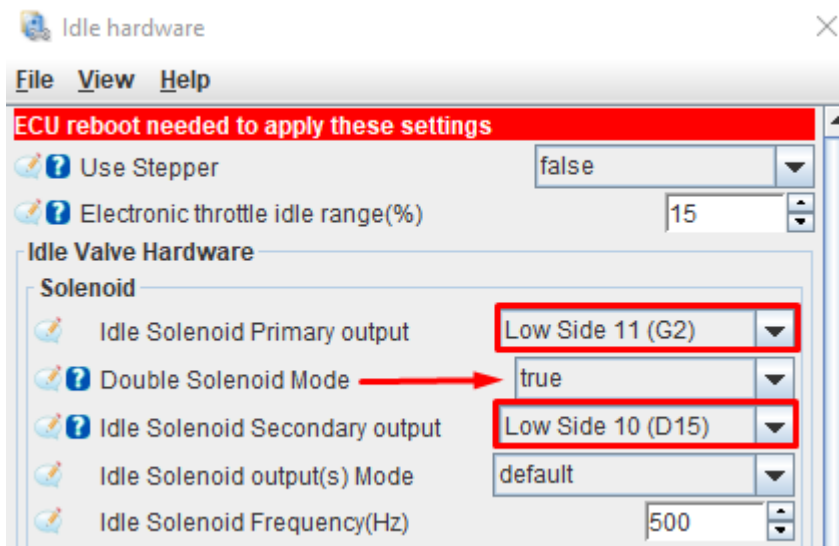 Idle hardware
File View Help
ECU reboot needed to apply these settings
Use Stepper false
Electronic throttle idle range(%) 15
Idle Valve Hardware
Solenoid
Idle Solenoid Primary output Low Side 11 (G2)
Double Solenoid Mode true
Idle Solenoid Secondary output Low Side 10 (D15)
Idle Solenoid output(s) Mode default
Idle Solenoid Frequency(Hz) 500